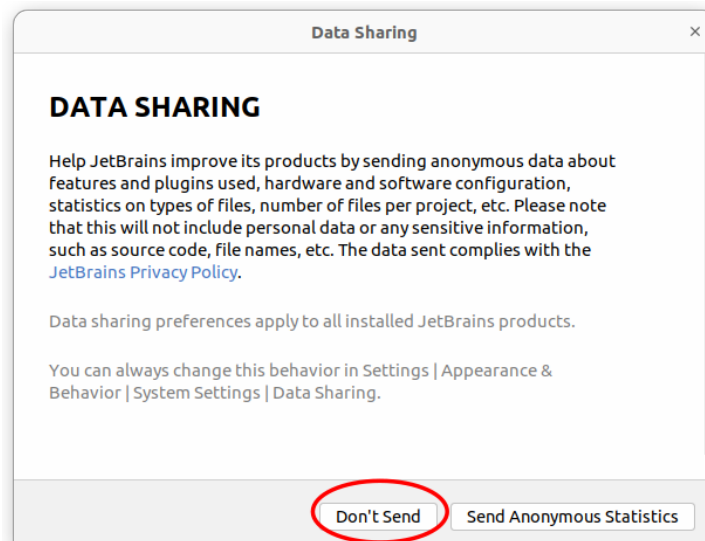 Data Sharing ×
DATA SHARING
Help JetBrains improve its products by sending anonymous data about
features and plugins used, hardware and software configuration,
statistics on types of files, number of files per project, etc. Please note
that this will not include personal data or any sensitive information,
such as source code, file names, etc. The data sent complies with the
JetBrains Privacy Policy.
Data sharing preferences apply to all installed JetBrains products.
You can always change this behavior in Settings | Appearance &
Behavior | System Settings | Data Sharing.
Don't Send Send Anonymous Statistics